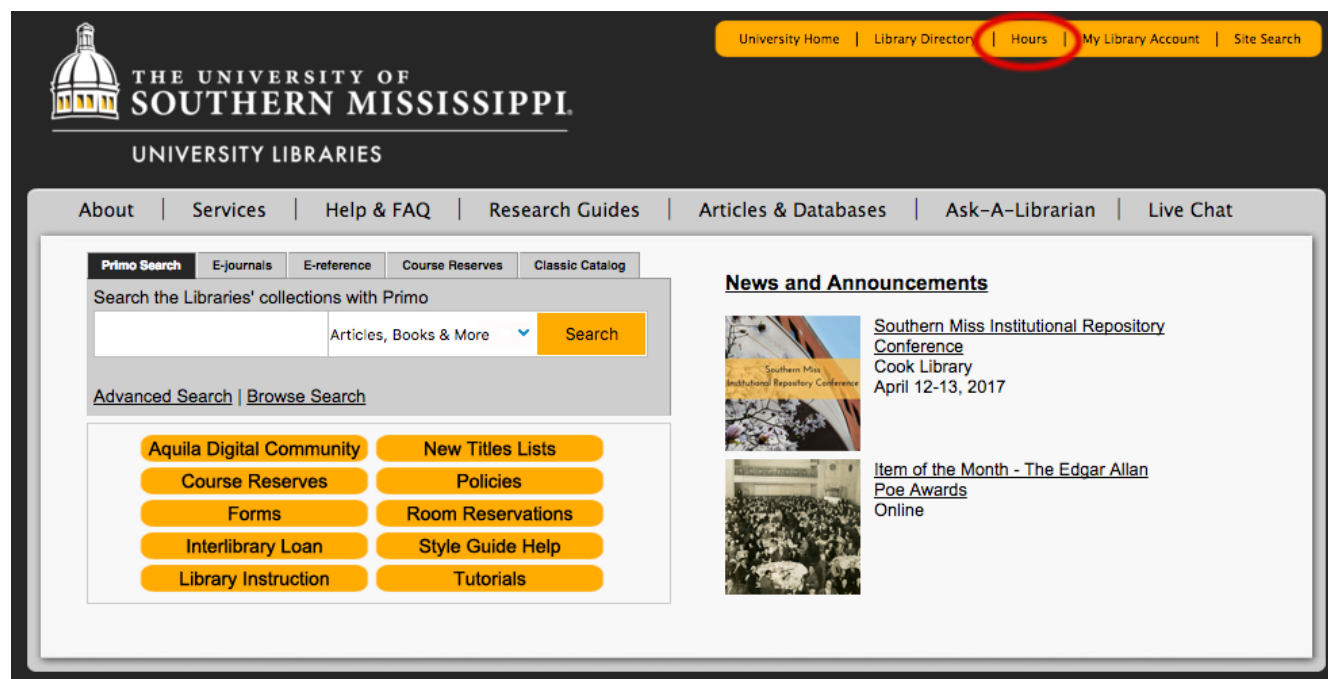 University Home | Library Directory | Hours | My Library Account | Site Search
THE UNIVERSITY OF
SOUTHERN MISSISSIPPI.
UNIVERSITY LIBRARIES
About | Services | Help & FAQ | Research Guides | Articles & Databases | Ask-A-Librarian | Live Chat
Primo Search E-journals E-reference Course Reserves Classic Catalog
Search the Libraries' collections with Primo
Articles, Books & More Search
Advanced Search | Browse Search
Aquila Digital Community New Titles Lists
Course Reserves Policies
Forms Room Reservations
Interlibrary Loan Style Guide Help
Library Instruction Tutorials
News and Announcements
Southern Miss
Institutional Repository Conference
Southern Miss Institutional Repository
Conference
Cook Library
April 12-13, 2017
Item of the Month - The Edgar Allan
Poe Awards
Online